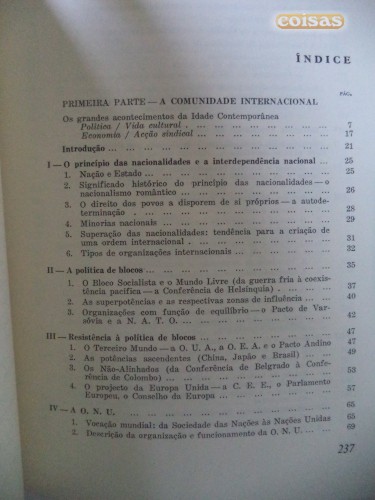 coisas
ÍNDICE
PÁG.
PRIMEIRA PARTE — A COMUNIDADE INTERNACIONAL
Os grandes acontecimentos da Idade Contemporânea
Política / Vida cultural ... 7
Economia / Acção sindical ... 17
Introdução ... 21
I — O princípio das nacionalidades e a interdependência nacional ... 25
1. Nação e Estado ... 25
2. Significado histórico do princípio das nacionalidades — o
nacionalismo romântico ... 26
3. O direito dos povos a disporem de si próprios — a autode-
terminação ... 28
4. Minorias nacionais ... 29
5. Superação das nacionalidades: tendência para a criação de
uma ordem internacional ... 31
6. Tipos de organizações internacionais ... 32
II — A política de blocos ... 35
1. O Bloco Socialista e o Mundo Livre (da guerra fria à coexis-
tência pacífica — a Conferência de Helsínquia) ... 37
2. As superpotências e as respectivas zonas de influência ... 40
3. Organizações com função de equilíbrio — o Pacto de Var-
sóvia e a N. A. T. O. ... 42
III — Resistência à política de blocos ... 47
1. O Terceiro Mundo — a O. U. A., a O. E. A. e o Pacto Andino ... 47
2. As potências ascendentes (China, Japão e Brasil) ... 49
3. Os Não-Alinhados (da Conferência de Belgrado à Confe-
rência de Colombo) ... 53
4. O projecto da Europa Unida — a C. E. E., o Parlamento
Europeu, o Conselho da Europa ... 61
IV — A O. N. U. ... 65
1. Vocação mundial: da Sociedade das Nações às Nações Unidas ... 65
2. Descrição da organização e funcionamento da O. N. U. ... 69
237